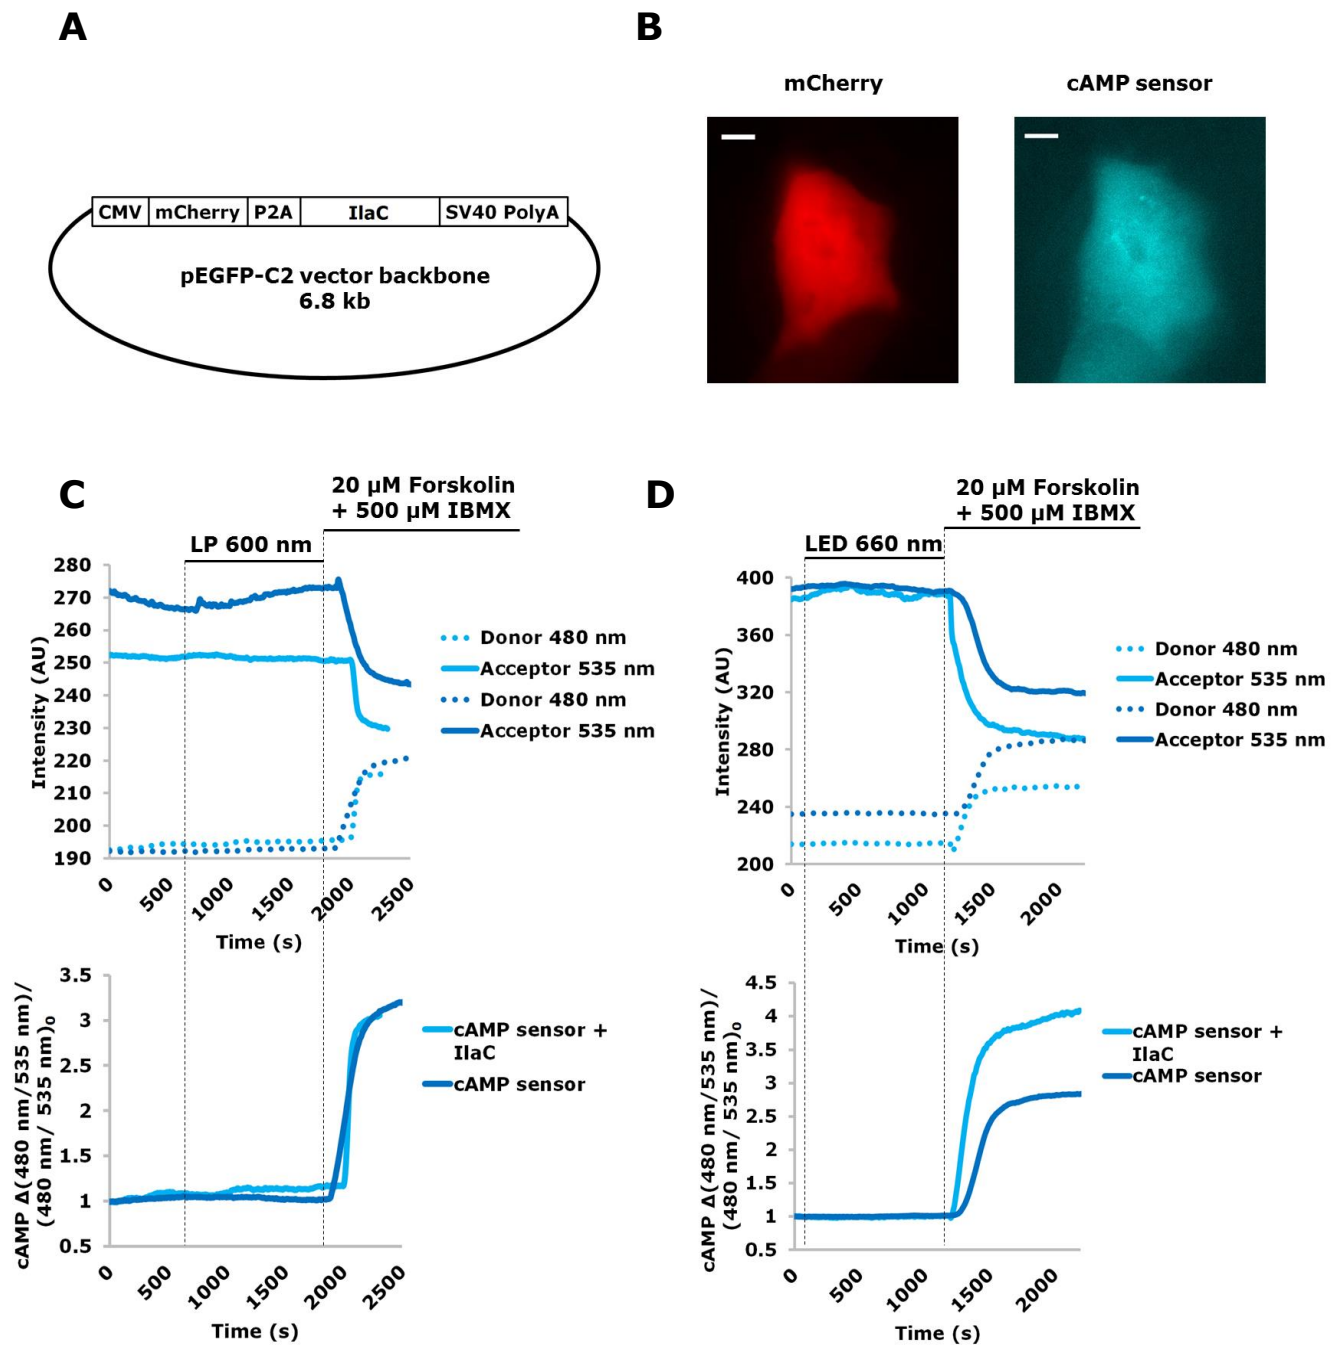 A
CMV mCherry P2A IlaC SV40 PolyA
pEGFP-C2 vector backbone
6.8 kb
B
mCherry
cAMP sensor
C
20 µM Forskolin
+ 500 µM IBMX
LP 600 nm
280
270
260
250
240
230
220
210
200
190
Intensity (AU)
0 500 1000 1500 2000 2500
Time (s)
Donor 480 nm
Acceptor 535 nm
Donor 480 nm
Acceptor 535 nm
3.5
3
2.5
2
1.5
1
0.5
cAMP Δ(480 nm/535 nm)/
(480 nm/ 535 nm)₀
0 500 1000 1500 2000 2500
Time (s)
cAMP sensor +
IlaC
cAMP sensor
D
20 µM Forskolin
+ 500 µM IBMX
LED 660 nm
400
360
320
280
240
200
Intensity (AU)
0 500 1000 1500 2000
Time (s)
Donor 480 nm
Acceptor 535 nm
Donor 480 nm
Acceptor 535 nm
4.5
4
3.5
3
2.5
2
1.5
1
0.5
cAMP Δ(480 nm/535 nm)/
(480 nm/ 535 nm)₀
0 500 1000 1500 2000
Time (s)
cAMP sensor +
IlaC
cAMP sensor